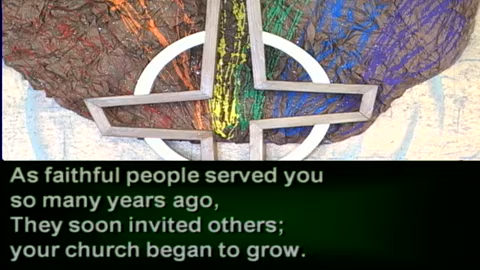 As faithful people served you
so many years ago,
They soon invited others;
your church began to grow.